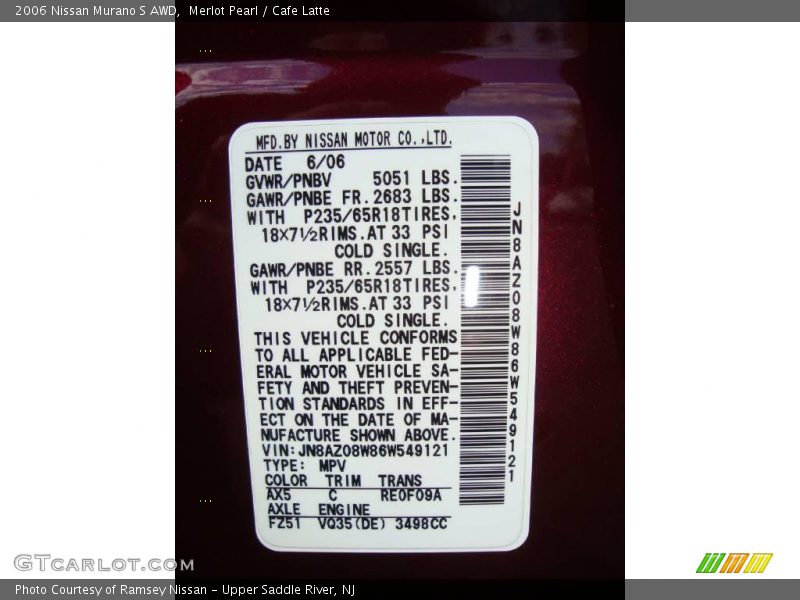 2006 Nissan Murano S AWD,  Merlot Pearl / Cafe Latte
MFD.BY NISSAN MOTOR CO.,LTD.
DATE 6/06
GVWR/PNBV 5051 LBS.
GAWR/PNBE FR.2683 LBS.
WITH P235/65R18TIRES,
18X7½RIMS.AT 33 PSI
COLD SINGLE.
GAWR/PNBE RR.2557 LBS.
WITH P235/65R18TIRES,
18X7½RIMS.AT 33 PSI
COLD SINGLE.
THIS VEHICLE CONFORMS
TO ALL APPLICABLE FED-
ERAL MOTOR VEHICLE SA-
FETY AND THEFT PREVEN-
TION STANDARDS IN EFF-
ECT ON THE DATE OF MA-
NUFACTURE SHOWN ABOVE.
VIN:JN8AZ08W86W549121
TYPE: MPV
COLOR TRIM TRANS
AX5 C RE0F09A
AXLE ENGINE
FZ51 VQ35(DE) 3498CC
JN8AZ08W86W549121
GTCARLOT.COM
Photo Courtesy of Ramsey Nissan - Upper Saddle River, NJ